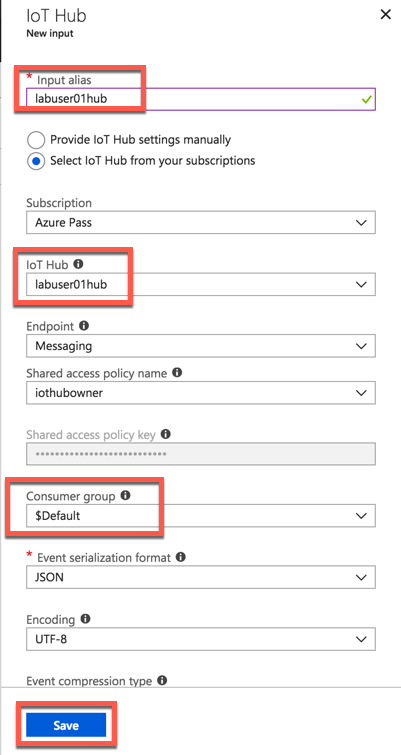 IoT Hub
New input
* Input alias
labuser01hub
Provide IoT Hub settings manually
Select IoT Hub from your subscriptions
Subscription
Azure Pass
IoT Hub
labuser01hub
Endpoint
Messaging
Shared access policy name
iothubowner
Shared access policy key
••••••••••••••••••••••••••••
Consumer group
$Default
* Event serialization format
JSON
Encoding
UTF-8
Event compression type
Save